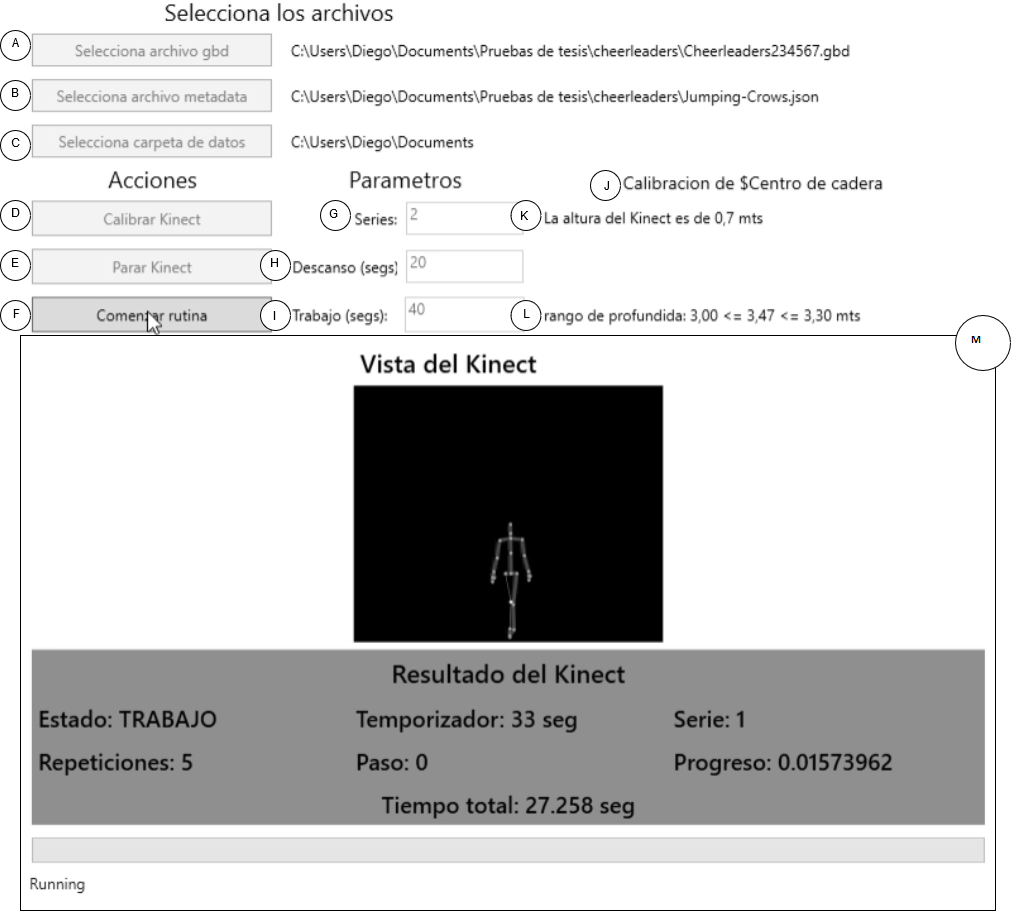 Selecciona los archivos
A Selecciona archivo gbd C:\Users\Diego\Documents\Pruebas de tesis\cheerleaders\Cheerleaders234567.gbd
B Selecciona archivo metadata C:\Users\Diego\Documents\Pruebas de tesis\cheerleaders\Jumping-Crows.json
C Selecciona carpeta de datos C:\Users\Diego\Documents
Acciones Parametros J Calibracion de $Centro de cadera
D Calibrar Kinect G Series: 2 K La altura del Kinect es de 0,7 mts
E Parar Kinect H Descanso (segs) 20
F Comenzar rutina I Trabajo (segs): 40 L rango de profundida: 3,00 <= 3,47 <= 3,30 mts
M
Vista del Kinect
Resultado del Kinect
Estado: TRABAJO Temporizador: 33 seg Serie: 1
Repeticiones: 5 Paso: 0 Progreso: 0.01573962
Tiempo total: 27.258 seg
Running